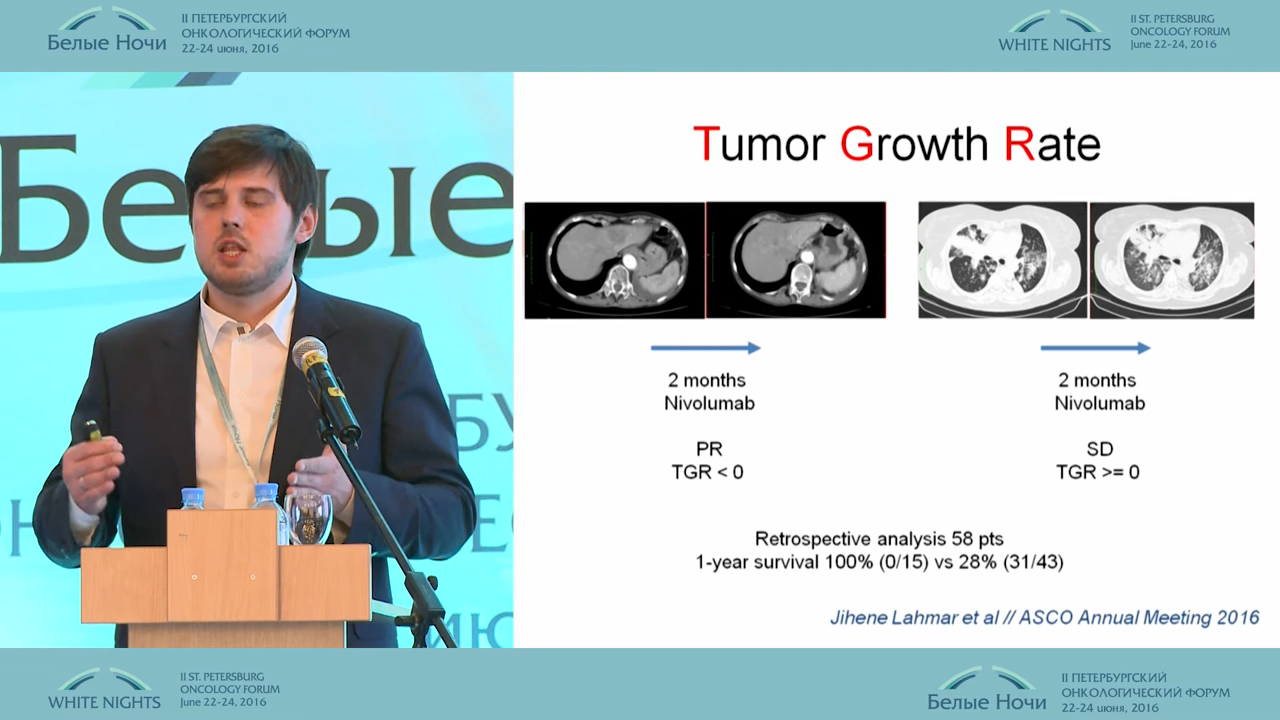 Белые Ночи
II ПЕТЕРБУРГСКИЙ
ОНКОЛОГИЧЕСКИЙ ФОРУМ
22-24 июня, 2016
WHITE NIGHTS
II ST. PETERSBURG
ONCOLOGY FORUM
June 22-24, 2016
Белые
Tumor Growth Rate
2 months
Nivolumab
PR
TGR < 0
2 months
Nivolumab
SD
TGR >= 0
Retrospective analysis 58 pts
1-year survival 100% (0/15) vs 28% (31/43)
Jihene Lahmar et al // ASCO Annual Meeting 2016
WHITE NIGHTS
II ST. PETERSBURG
ONCOLOGY FORUM
June 22-24, 2016
Белые Ночи
II ПЕТЕРБУРГСКИЙ
ОНКОЛОГИЧЕСКИЙ ФОРУМ
22-24 июня, 2016